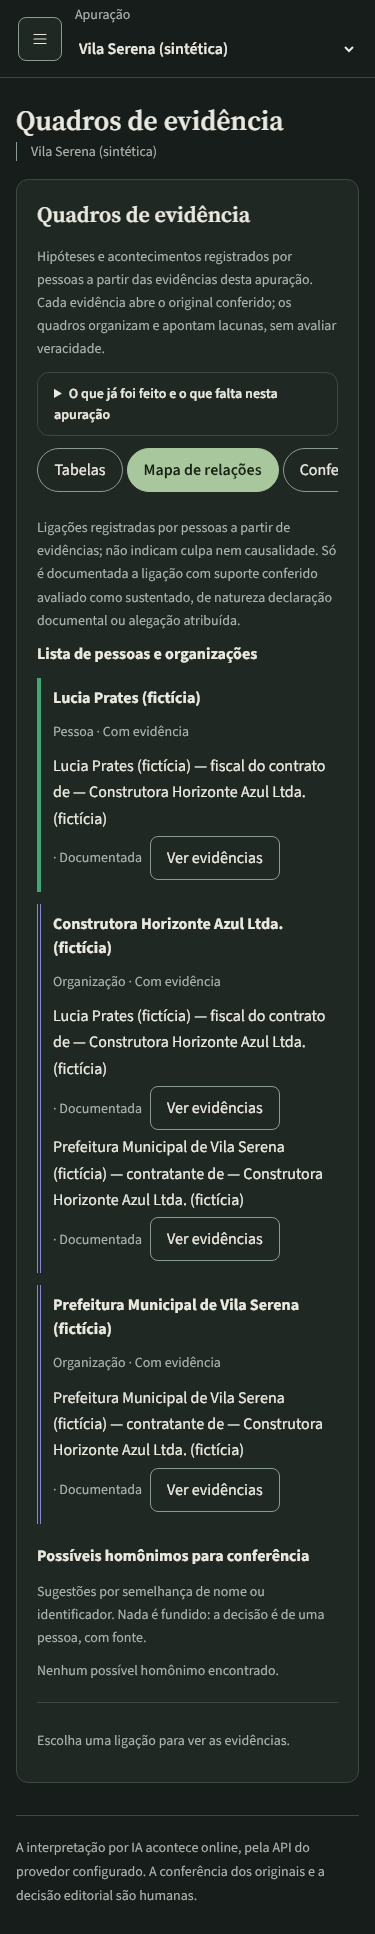 Apuração
Vila Serena (sintética)
Quadros de evidência
Vila Serena (sintética)
Quadros de evidência
Hipóteses e acontecimentos registrados por
pessoas a partir das evidências desta apuração.
Cada evidência abre o original conferido; os
quadros organizam e apontam lacunas, sem avaliar
veracidade.
O que já foi feito e o que falta nesta
apuração
Tabelas
Mapa de relações
Confe
Ligações registradas por pessoas a partir de
evidências; não indicam culpa nem causalidade. Só
é documentada a ligação com suporte conferido
avaliado como sustentado, de natureza declaração
documental ou alegação atribuída.
Lista de pessoas e organizações
Lucia Prates (fictícia)
Pessoa · Com evidência
Lucia Prates (fictícia) — fiscal do contrato
de — Construtora Horizonte Azul Ltda.
(fictícia)
· Documentada Ver evidências
Construtora Horizonte Azul Ltda.
(fictícia)
Organização · Com evidência
Lucia Prates (fictícia) — fiscal do contrato
de — Construtora Horizonte Azul Ltda.
(fictícia)
· Documentada Ver evidências
Prefeitura Municipal de Vila Serena
(fictícia) — contratante de — Construtora
Horizonte Azul Ltda. (fictícia)
· Documentada Ver evidências
Prefeitura Municipal de Vila Serena
(fictícia)
Organização · Com evidência
Prefeitura Municipal de Vila Serena
(fictícia) — contratante de — Construtora
Horizonte Azul Ltda. (fictícia)
· Documentada Ver evidências
Possíveis homônimos para conferência
Sugestões por semelhança de nome ou
identificador. Nada é fundido: a decisão é de uma
pessoa, com fonte.
Nenhum possível homônimo encontrado.
Escolha uma ligação para ver as evidências.
A interpretação por IA acontece online, pela API do
provedor configurado. A conferência dos originais e a
decisão editorial são humanas.